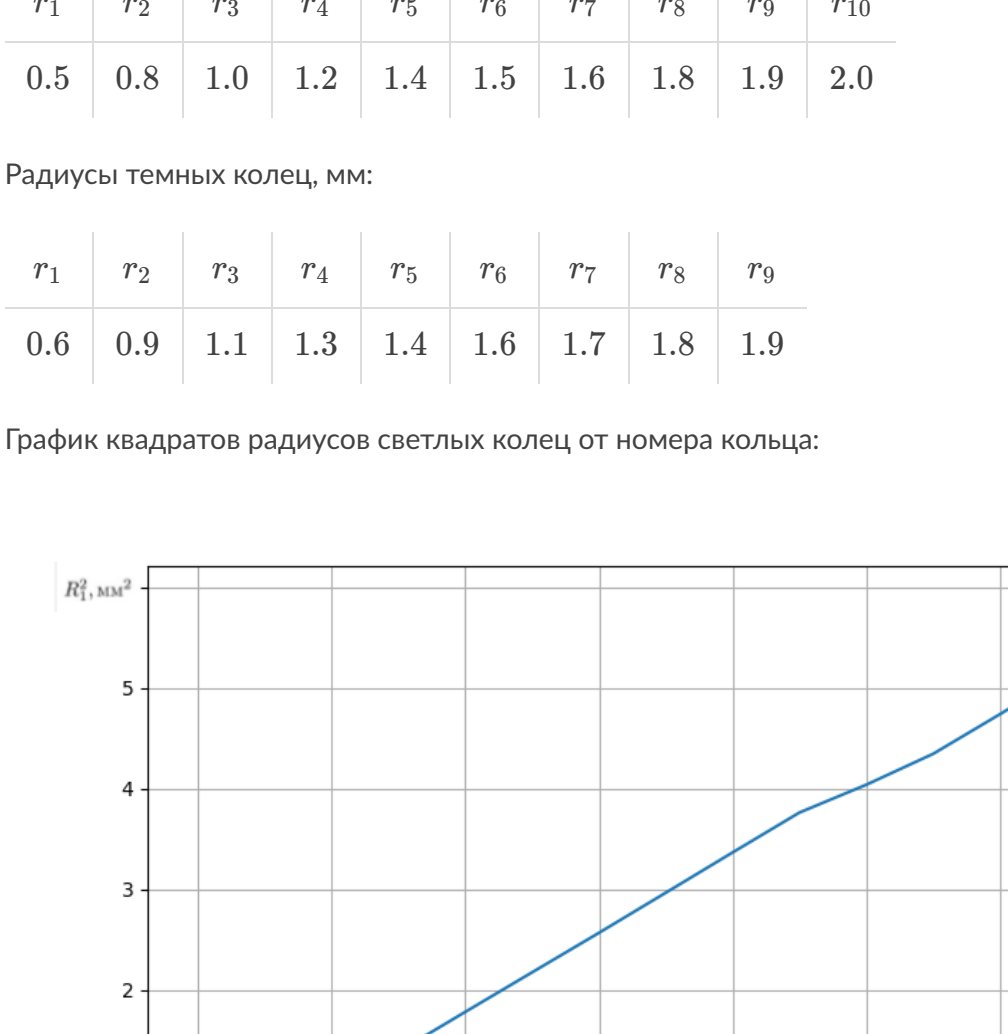 r₁ r₂ r₃ r₄ r₅ r₆ r₇ r₈ r₉ r₁₀
0.5 0.8 1.0 1.2 1.4 1.5 1.6 1.8 1.9 2.0
Радиусы темных колец, мм:
r₁ r₂ r₃ r₄ r₅ r₆ r₇ r₈ r₉
0.6 0.9 1.1 1.3 1.4 1.6 1.7 1.8 1.9
График квадратов радиусов светлых колец от номера кольца:
R₁², мм²
5
4
3
2